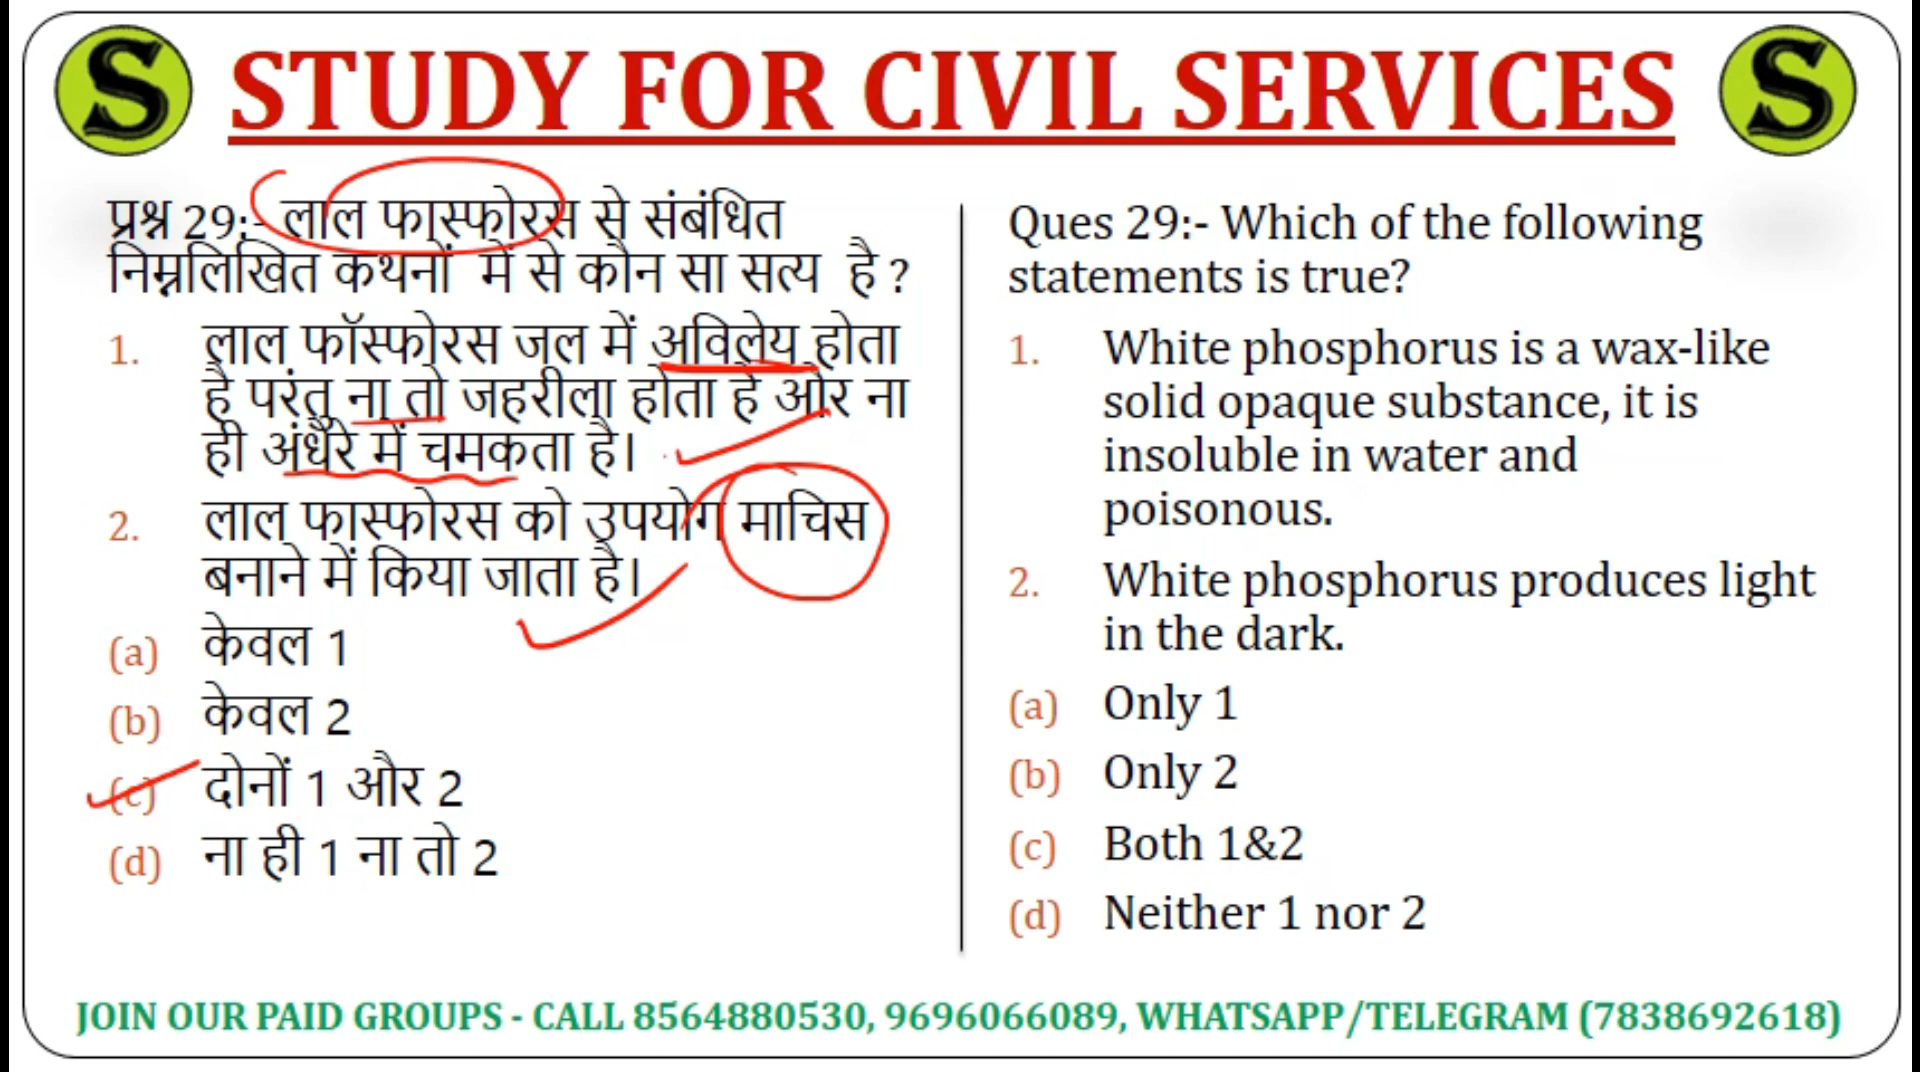 S STUDY FOR CIVIL SERVICES S
प्रश्न 29:- लाल फास्फोरस से संबंधित
निम्नलिखित कथनों में से कौन सा सत्य है ?
1. लाल फॉस्फोरस जल में अविलेय होता
है परंतु ना तो जहरीला होता है और ना
ही अंधेरे में चमकता है।
2. लाल फास्फोरस को उपयोग माचिस
बनाने में किया जाता है।
(a) केवल 1
(b) केवल 2
(c) दोनों 1 और 2
(d) ना ही 1 ना तो 2
Ques 29:- Which of the following
statements is true?
1. White phosphorus is a wax-like
solid opaque substance, it is
insoluble in water and
poisonous.
2. White phosphorus produces light
in the dark.
(a) Only 1
(b) Only 2
(c) Both 1&2
(d) Neither 1 nor 2
JOIN OUR PAID GROUPS - CALL 8564880530, 9696066089, WHATSAPP/TELEGRAM (7838692618)